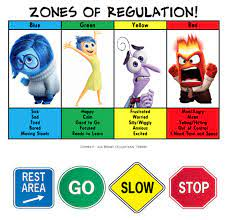 ZONES OF REGULATION!
Blue
Green
Yellow
Red
Sick
Sad
Tired
Bored
Moving Slowly
Happy
Calm
Good to Go
Focused
Ready to Learn
Frustrated
Worried
Silly/Wiggly
Anxious
Excited
Mad/Angry
Mean
Yelling/Hitting
Out of Control
I Need Time and Space
REST
AREA
GO
SLOW
STOP